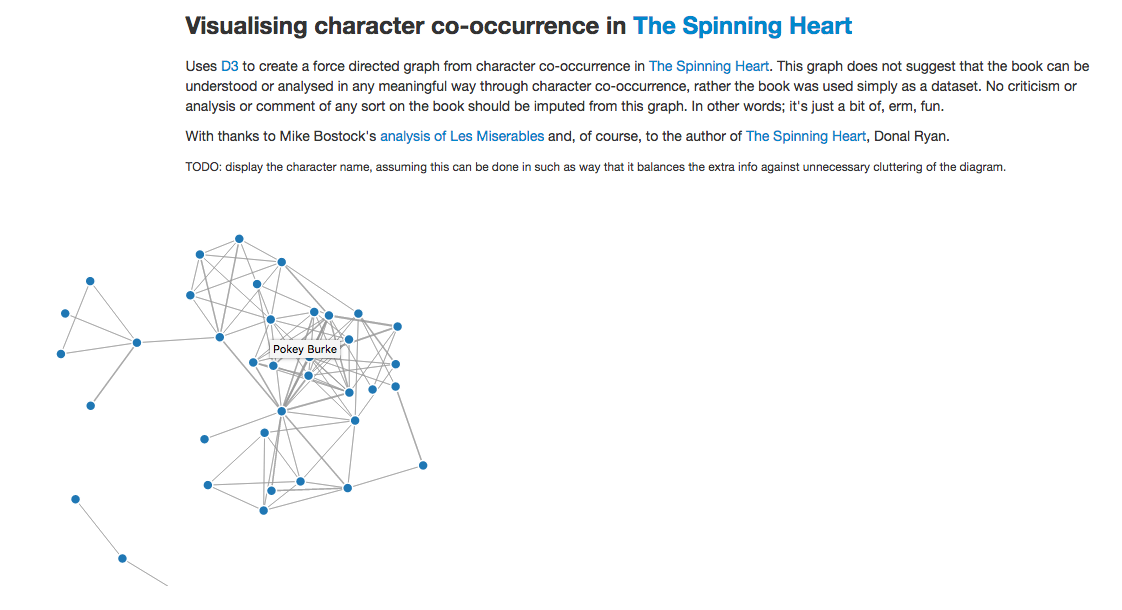 Visualising character co-occurrence in The Spinning Heart
Uses D3 to create a force directed graph from character co-occurrence in The Spinning Heart. This graph does not suggest that the book can be
understood or analysed in any meaningful way through character co-occurrence, rather the book was used simply as a dataset. No criticism or
analysis or comment of any sort on the book should be imputed from this graph. In other words; it's just a bit of, erm, fun.
With thanks to Mike Bostock's analysis of Les Miserables and, of course, to the author of The Spinning Heart, Donal Ryan.
TODO: display the character name, assuming this can be done in such as way that it balances the extra info against unnecessary cluttering of the diagram.
Pokey Burke